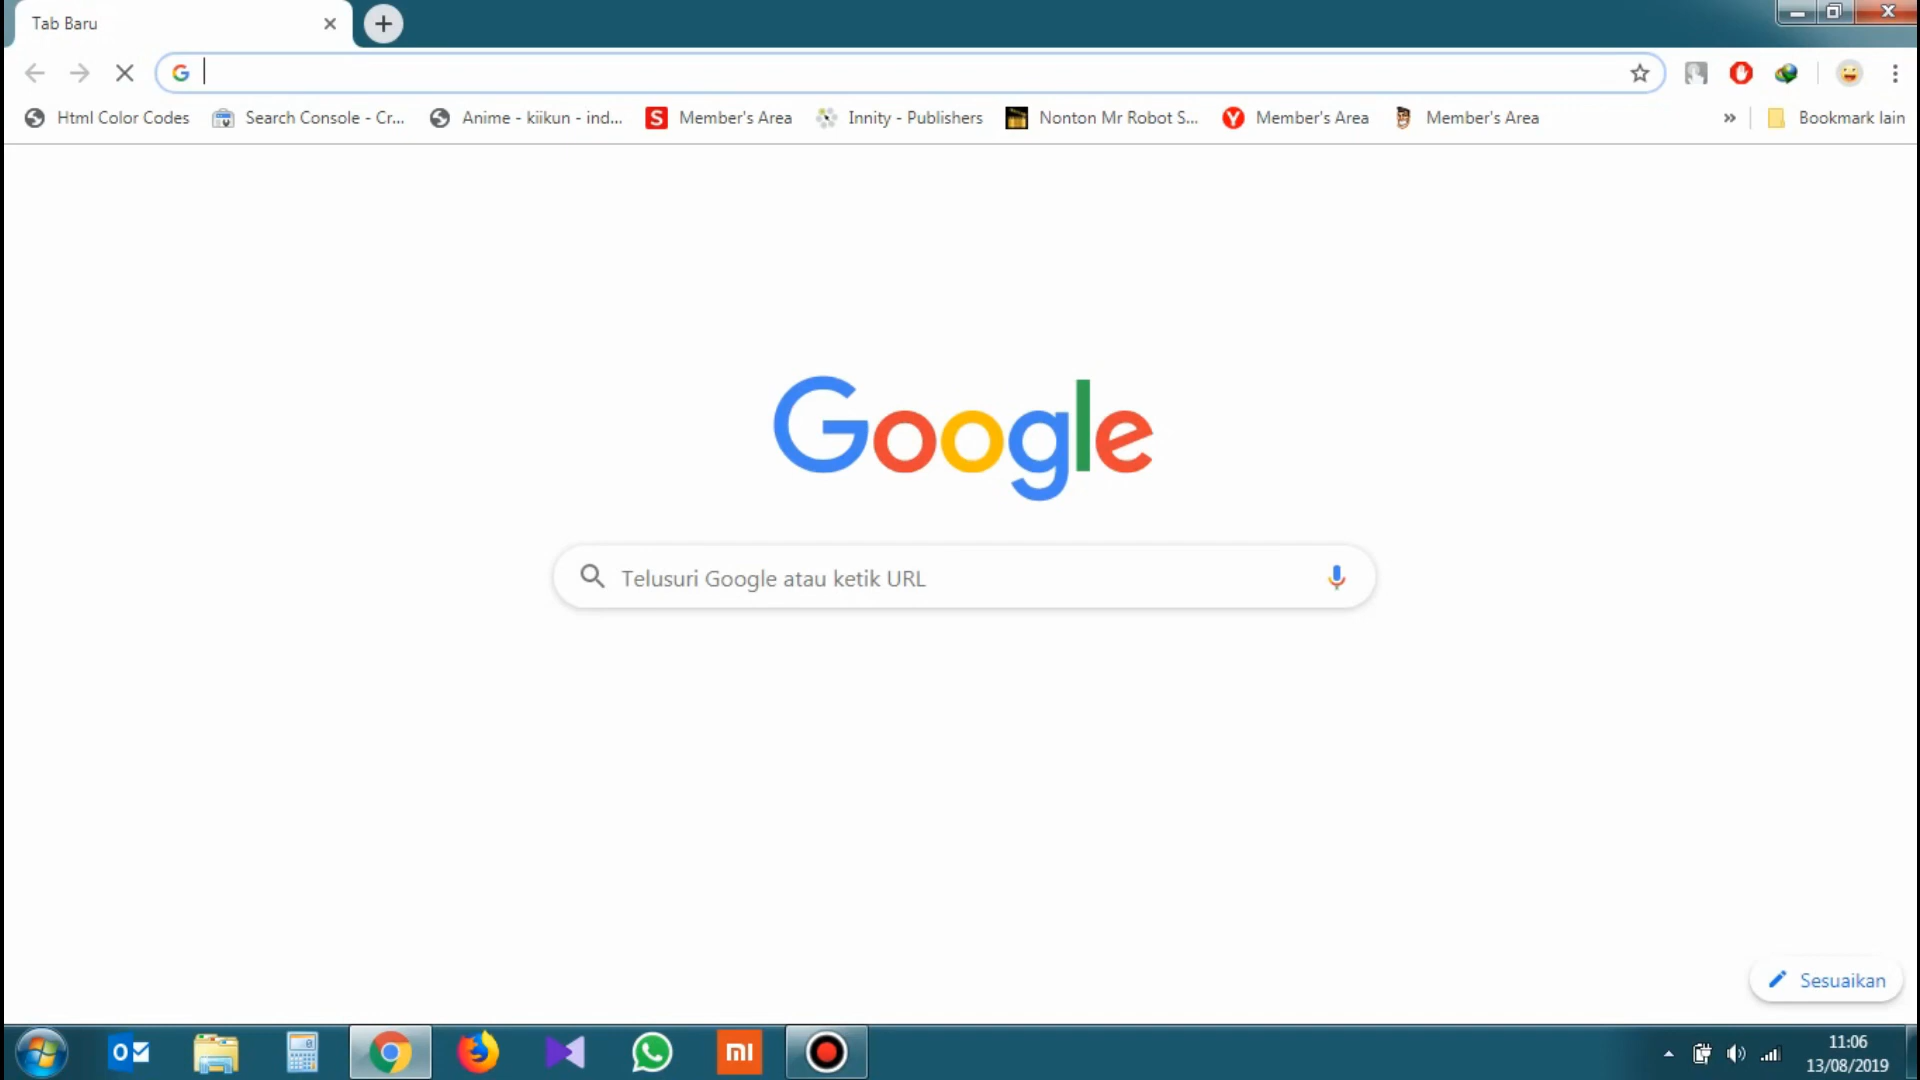 Tab Baru
Html Color Codes Search Console - Cr... Anime - kiikun - ind... S Member's Area Innity - Publishers Nonton Mr Robot S... Y Member's Area Member's Area » Bookmark lain
Google
Telusuri Google atau ketik URL
Sesuaikan
mi
11:06
13/08/2019